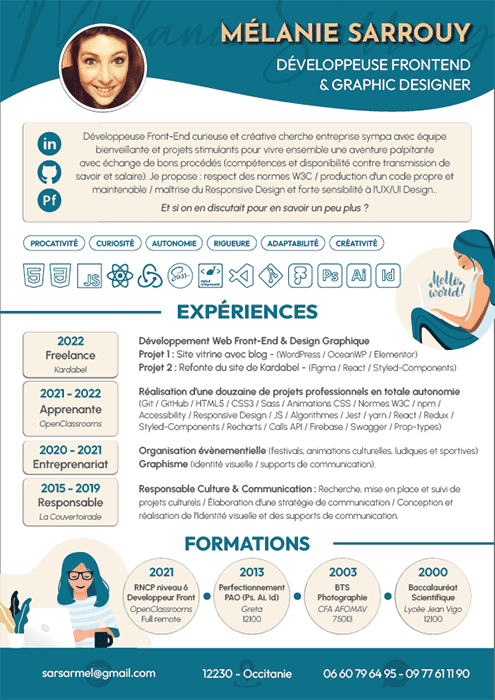 MÉLANIE SARROUY
DÉVELOPPEUSE FRONTEND
& GRAPHIC DESIGNER
Développeuse Front-End curieuse et créative cherche entreprise sympa avec équipe
bienveillante et projets stimulants pour vivre ensemble une aventure palpitante
avec échange de bons procédés (compétences et disponibilité contre transmission de
savoir et salaire). Je propose : respect des normes W3C / production d'un code propre et
maintenable / maîtrise du Responsive Design et forte sensibilité à l'UX/UI Design..
Et si on en discutait pour en savoir un peu plus ?
in
Pf
PROCATIVITÉ
CURIOSITÉ
AUTONOMIE
RIGUEURE
ADAPTABILITÉ
CRÉATIVITÉ
JS
Sass
Ps
Ai
Id
Hello
world!
EXPÉRIENCES
2022
Freelance
Kardabel
Développement Web Front-End & Design Graphique
Projet 1 : Site vitrine avec blog - (WordPress / OceanWP / Elementor)
Projet 2 : Refonte du site de Kardabel - (Figma / React / Styled-Components)
2021 - 2022
Apprenante
OpenClassrooms
Réalisation d'une douzaine de projets professionnels en totale autonomie
(Git / GitHub / HTML5 / CSS3 / Sass / Animations CSS / Normes W3C / npm /
Accessibility / Responsive Design / JS / Algorithmes / Jest / yarn / React / Redux /
Styled-Components / Recharts / Calls API / Firebase / Swagger / Prop-types)
2020 - 2021
Entreprenariat
Organisation évènementielle (festivals, animations culturelles, ludiques et sportives)
Graphisme (identité visuelle / supports de communication).
2015 - 2019
Responsable
La Couvertoirade
Responsable Culture & Communication : Recherche, mise en place et suivi de
projets culturels / Élaboration d'une stratégie de communication / Conception et
réalisation de l'Identité visuelle et des supports de communication.
FORMATIONS
2021
RNCP niveau 6
Developpeur Front
OpenClassrooms
Full remote
2013
Perfectionnement
PAO (Ps. Ai. Id)
Greta
12100
2003
BTS
Photographie
CFA AFOMAV
75013
2000
Baccalauréat
Scientifique
Lycée Jean Vigo
12100
sarsarmel@gmail.com
12230 - Occitanie
06 60 79 64 95 - 09 77 61 11 90